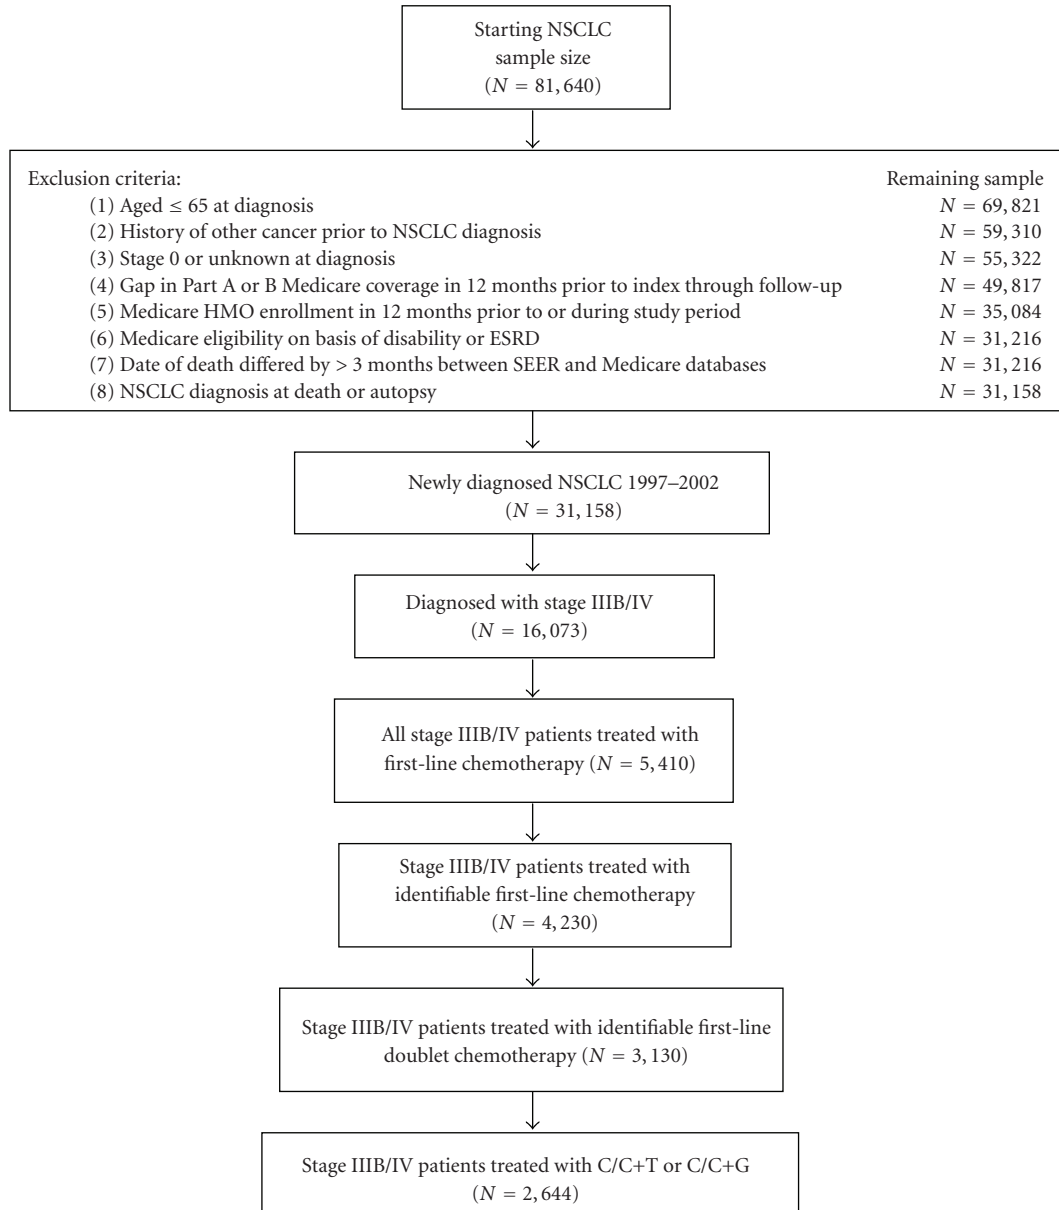 Starting NSCLC
sample size
(N = 81, 640)
Exclusion criteria: Remaining sample
(1) Aged ≤ 65 at diagnosis N = 69, 821
(2) History of other cancer prior to NSCLC diagnosis N = 59, 310
(3) Stage 0 or unknown at diagnosis N = 55, 322
(4) Gap in Part A or B Medicare coverage in 12 months prior to index through follow-up N = 49, 817
(5) Medicare HMO enrollment in 12 months prior to or during study period N = 35, 084
(6) Medicare eligibility on basis of disability or ESRD N = 31, 216
(7) Date of death differed by > 3 months between SEER and Medicare databases N = 31, 216
(8) NSCLC diagnosis at death or autopsy N = 31, 158
Newly diagnosed NSCLC 1997–2002
(N = 31, 158)
Diagnosed with stage IIIB/IV
(N = 16, 073)
All stage IIIB/IV patients treated with
first-line chemotherapy (N = 5, 410)
Stage IIIB/IV patients treated with
identifiable first-line chemotherapy
(N = 4, 230)
Stage IIIB/IV patients treated with identifiable first-line
doublet chemotherapy (N = 3, 130)
Stage IIIB/IV patients treated with C/C+T or C/C+G
(N = 2, 644)